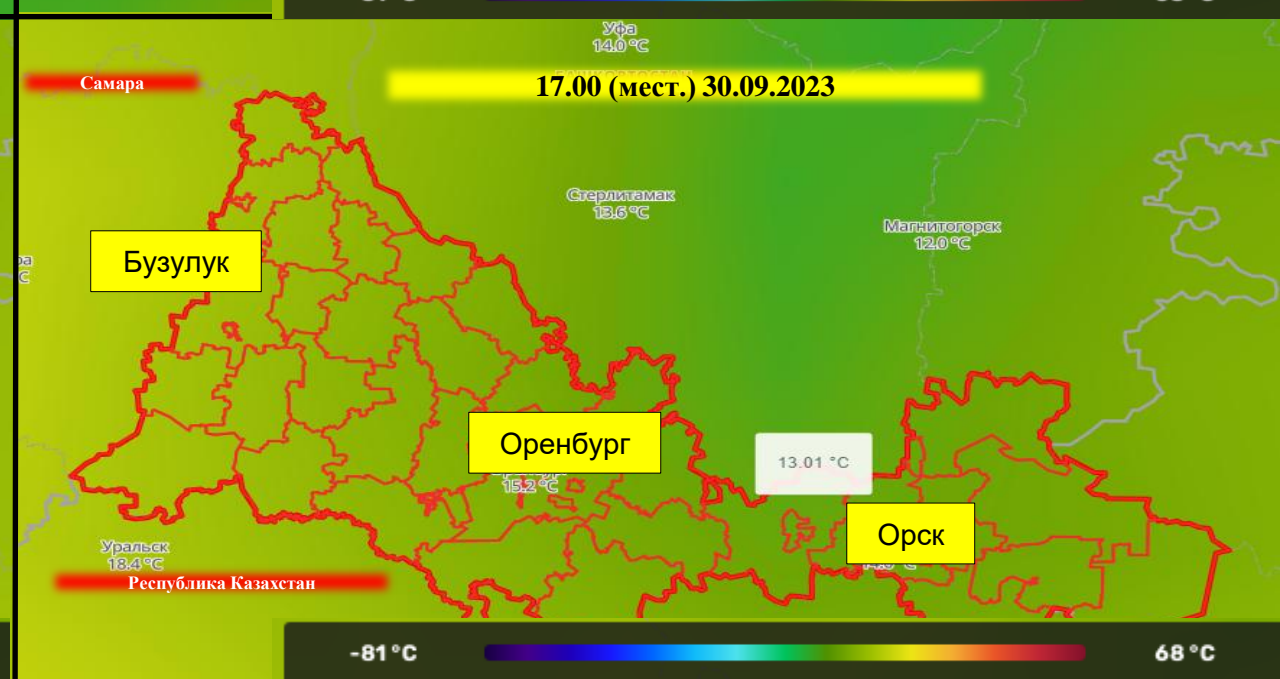 Уфа
14.0 °C
Самара
17.00 (мест.) 30.09.2023
Стерлитамак
13.6 °C
Магнитогорск
12.0 °C
Бузулук
Оренбург
15.2 °C
13.01 °C
Орск
Уральск
18.4 °C
Республика Казахстан
-81 °C
68 °C